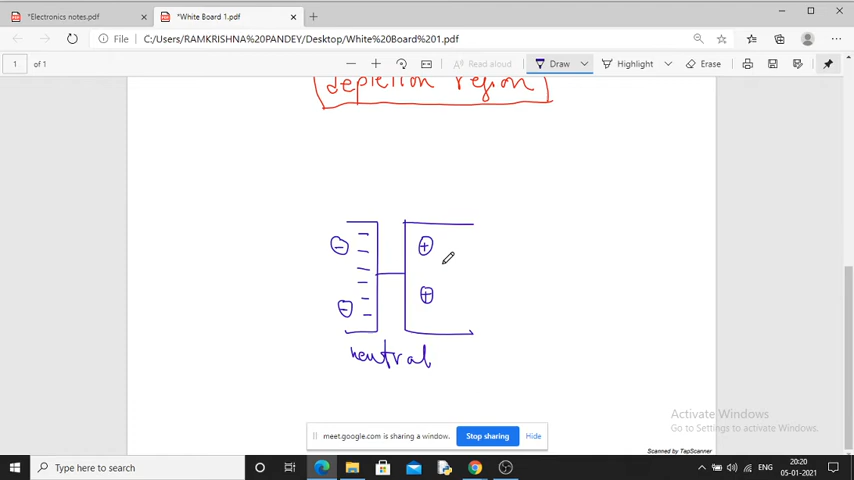 *Electronics notes.pdf
*White Board 1.pdf
File C:/Users/RAMKRISHNA%20PANDEY/Desktop/White%20Board%201.pdf
1 of 1 Read aloud Draw Highlight Erase
depletion region
neutral
Activate Windows
Go to Settings to activate Windows.
meet.google.com is sharing a window. Stop sharing Hide
Scanned by TapScanner
Type here to search
ENG
20:20
05-01-2021